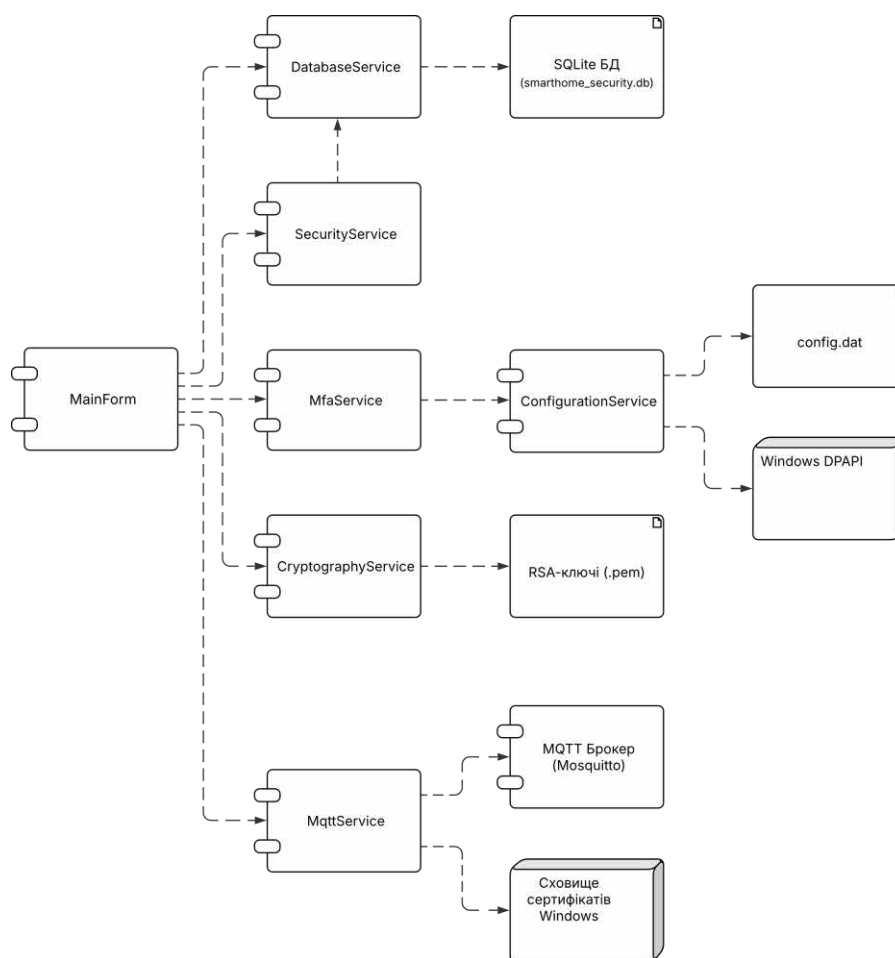 DatabaseService
SQLite БД
(smarthome_security.db)
SecurityService
MainForm
MfaService
ConfigurationService
config.dat
Windows DPAPI
CryptographyService
RSA-ключі (.pem)
MQTT Брокер
(Mosquitto)
MqttService
Сховище
сертифікатів
Windows